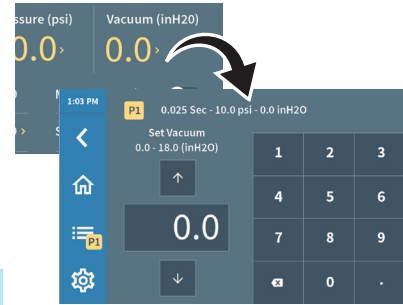 ssure (psi) Vacuum (inH20)
0.0› 0.0›
1:03 PM
P1 0.025 Sec - 10.0 psi - 0.0 inH2O
Set Vacuum
0.0 - 18.0 (inH2O)
0.0
P1
1 2 3
4 5 6
7 8 9
0 .